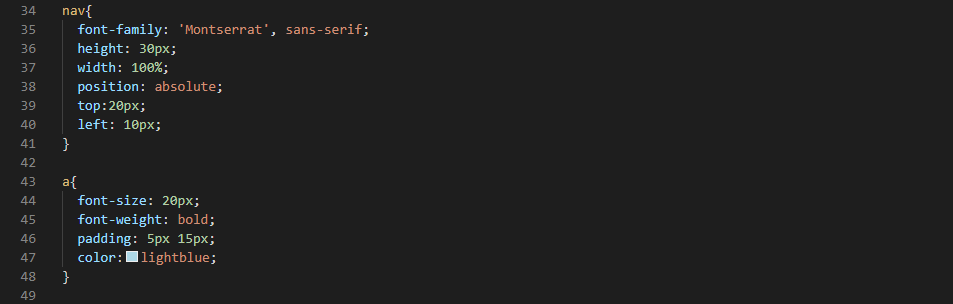 34 nav{
35 font-family: 'Montserrat', sans-serif;
36 height: 30px;
37 width: 100%;
38 position: absolute;
39 top:20px;
40 left: 10px;
41 }
42
43 a{
44 font-size: 20px;
45 font-weight: bold;
46 padding: 5px 15px;
47 color: lightblue;
48 }
49